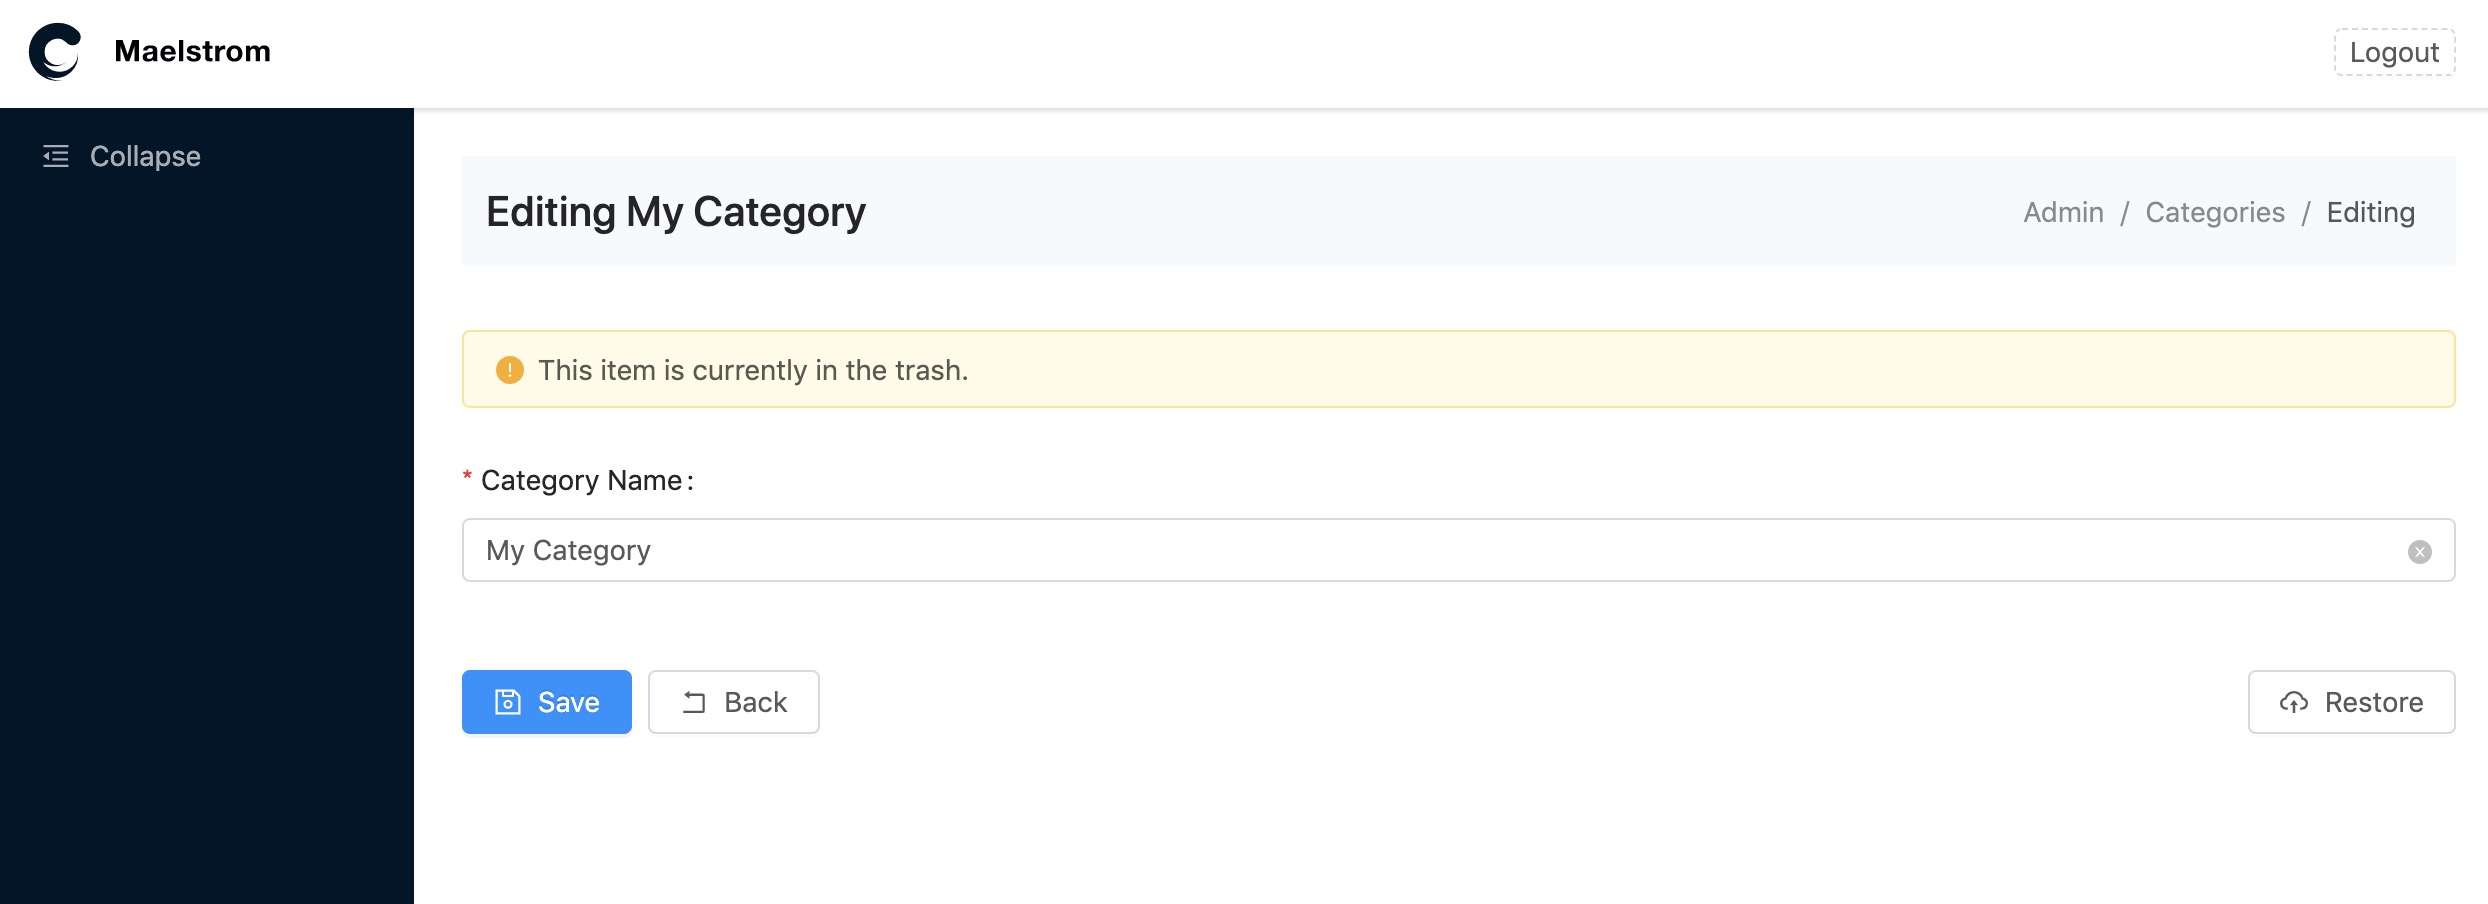 Maelstrom
Logout
Collapse
Editing My Category
Admin / Categories / Editing
This item is currently in the trash.
* Category Name:
My Category
Save
Back
Restore